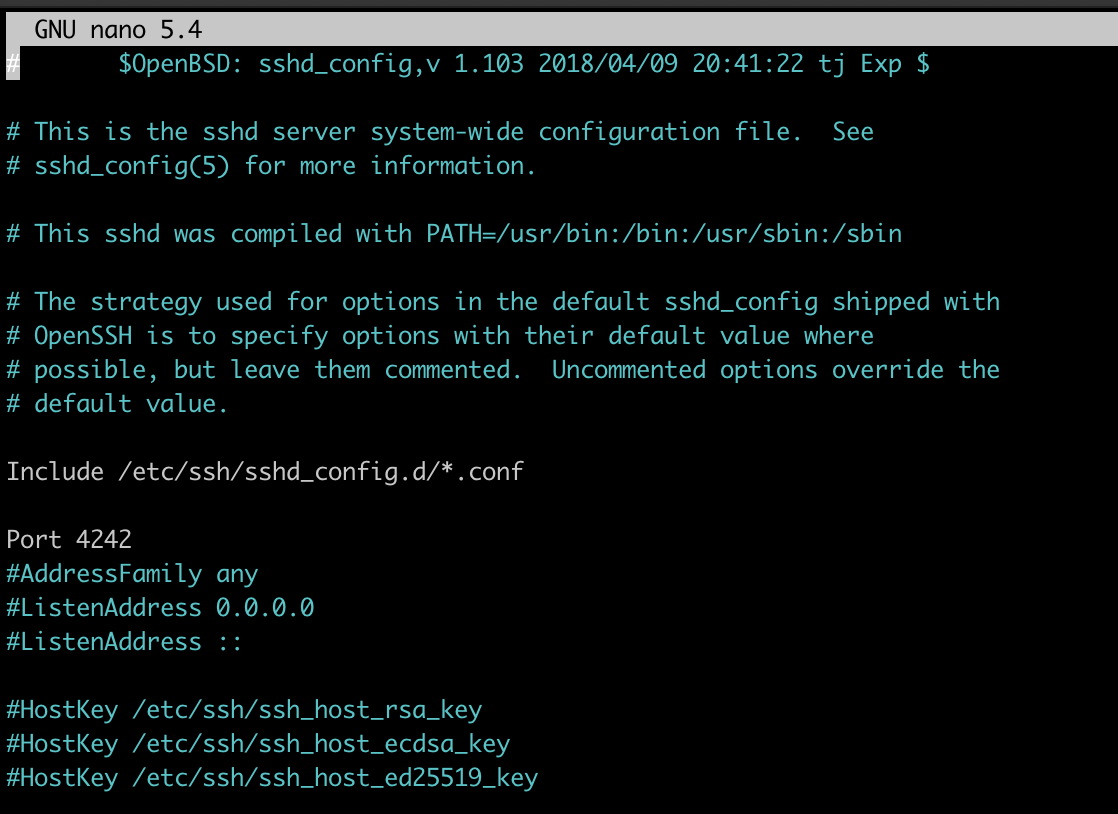 GNU nano 5.4
#       $OpenBSD: sshd_config,v 1.103 2018/04/09 20:41:22 tj Exp $
# This is the sshd server system-wide configuration file.  See
# sshd_config(5) for more information.
# This sshd was compiled with PATH=/usr/bin:/bin:/usr/sbin:/sbin
# The strategy used for options in the default sshd_config shipped with
# OpenSSH is to specify options with their default value where
# possible, but leave them commented.  Uncommented options override the
# default value.
Include /etc/ssh/sshd_config.d/*.conf
Port 4242
#AddressFamily any
#ListenAddress 0.0.0.0
#ListenAddress ::
#HostKey /etc/ssh/ssh_host_rsa_key
#HostKey /etc/ssh/ssh_host_ecdsa_key
#HostKey /etc/ssh/ssh_host_ed25519_key